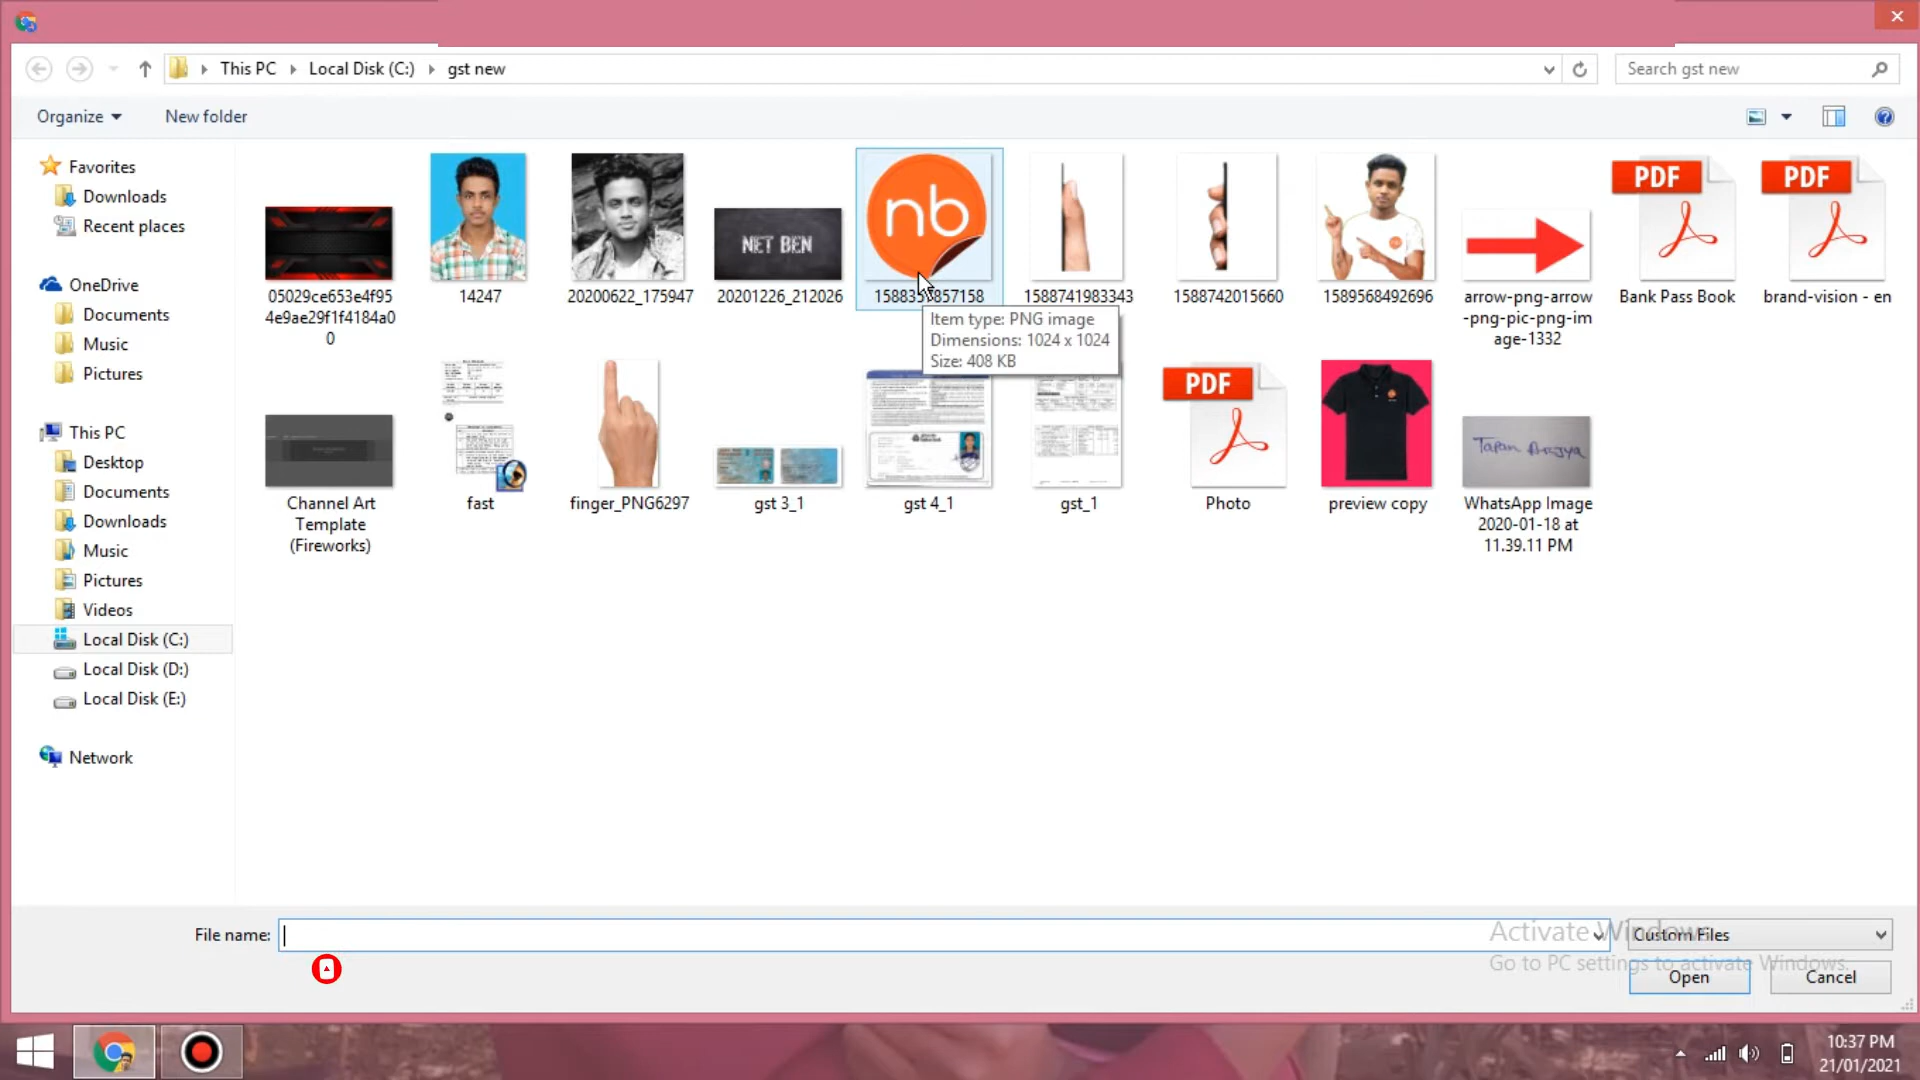 This PC
Local Disk (C:)
gst new
Search gst new
Organize
New folder
Favorites
Downloads
Recent places
OneDrive
Documents
Music
Pictures
This PC
Desktop
Documents
Downloads
Music
Pictures
Videos
Local Disk (C:)
Local Disk (D:)
Local Disk (E:)
Network
NET BEN
nb
PDF
PDF
05029ce653e4f95
4e9ae29f1f4184a0
0
14247
20200622_175947
20201226_212026
1588741983343
1588742015660
1589568492696
arrow-png-arrow
-png-pic-png-im
age-1332
Bank Pass Book
brand-vision - en
Item type: PNG image
Dimensions: 1024 x 1024
Size: 408 KB
PDF
Channel Art
Template
(Fireworks)
fast
finger_PNG6297
gst 3_1
gst 4_1
gst_1
Photo
preview copy
WhatsApp Image
2020-01-18 at
11.39.11 PM
File name:
Custom Files
Activate Windows
Go to PC settings to activate Windows.
Open
Cancel
10:37 PM
21/01/2021